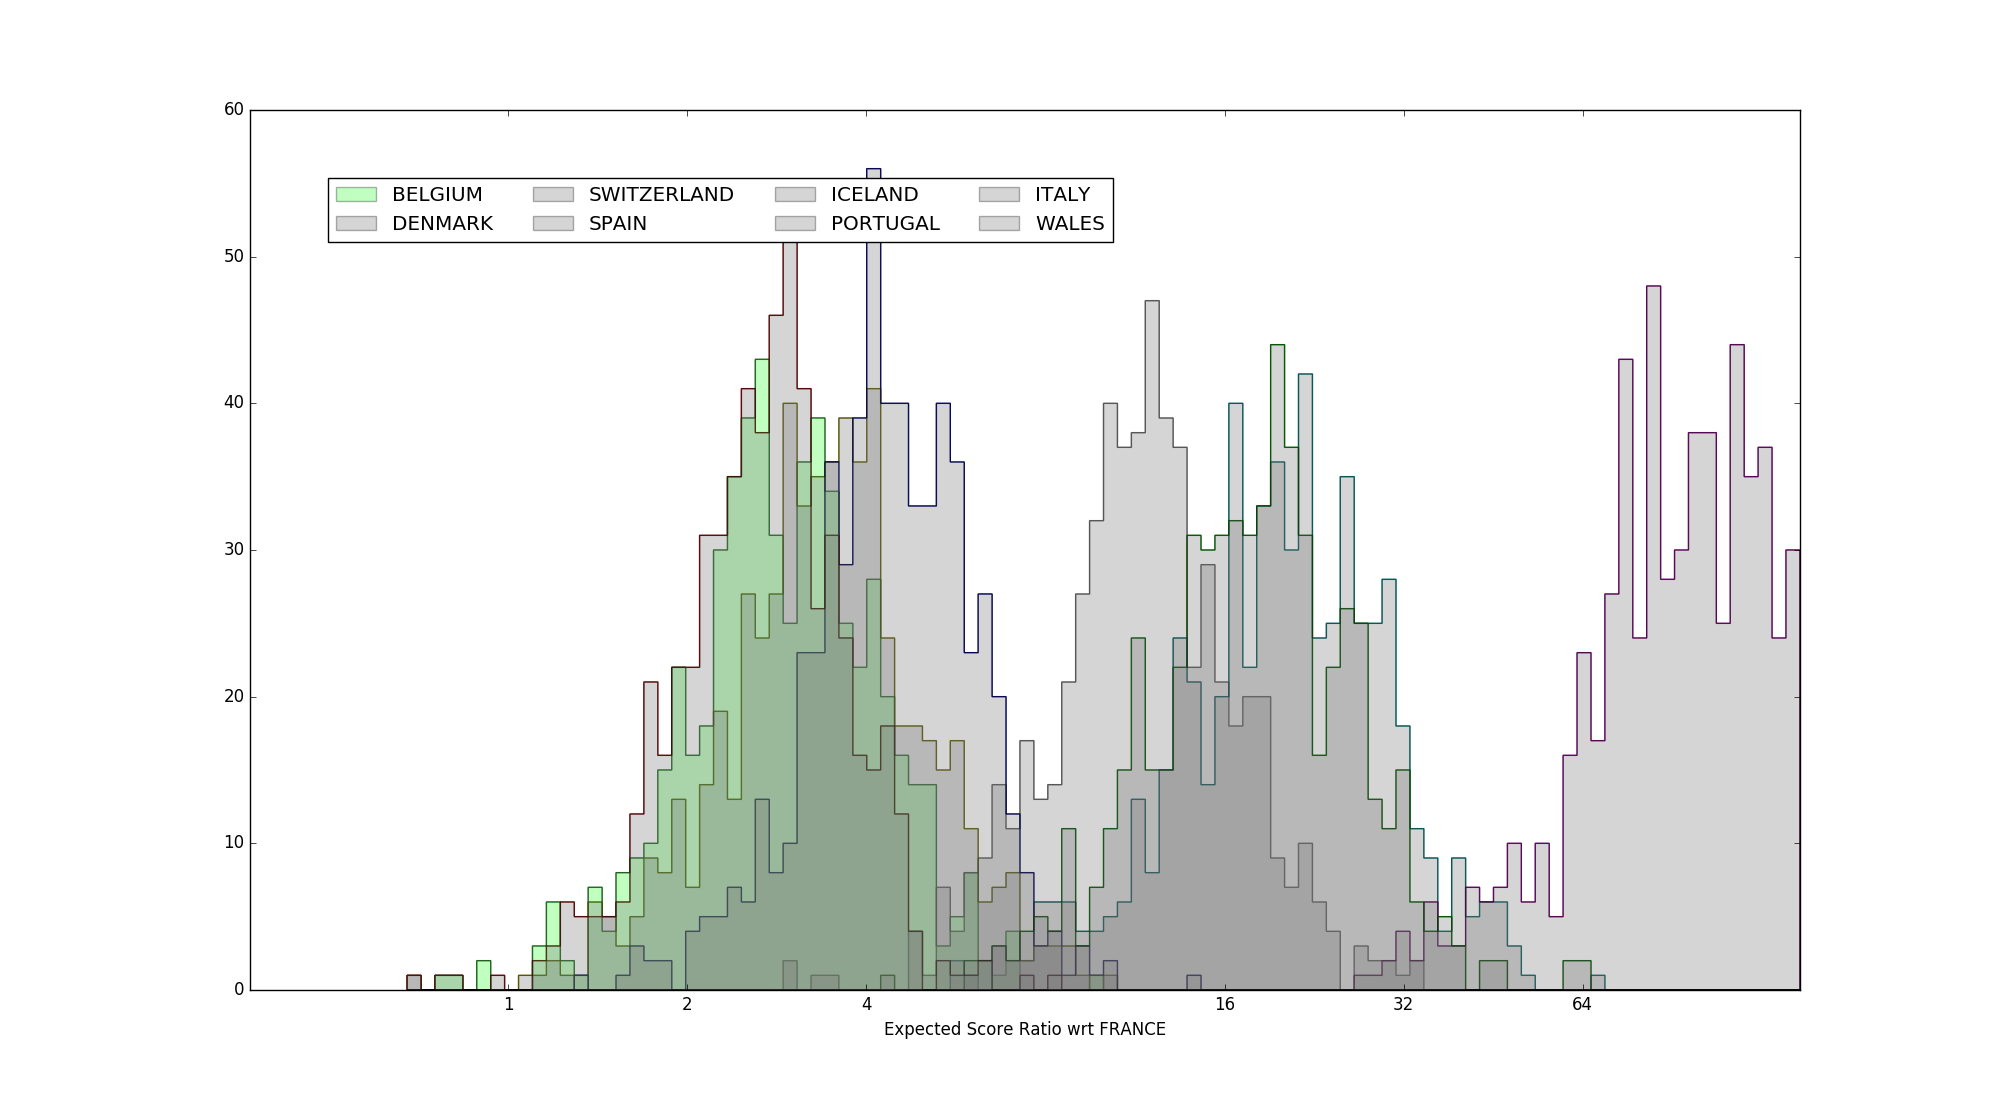 60
BELGIUM SWITZERLAND ICELAND ITALY
DENMARK SPAIN PORTUGAL WALES
50
40
30
20
10
0
1 2 4 16 32 64
Expected Score Ratio wrt FRANCE